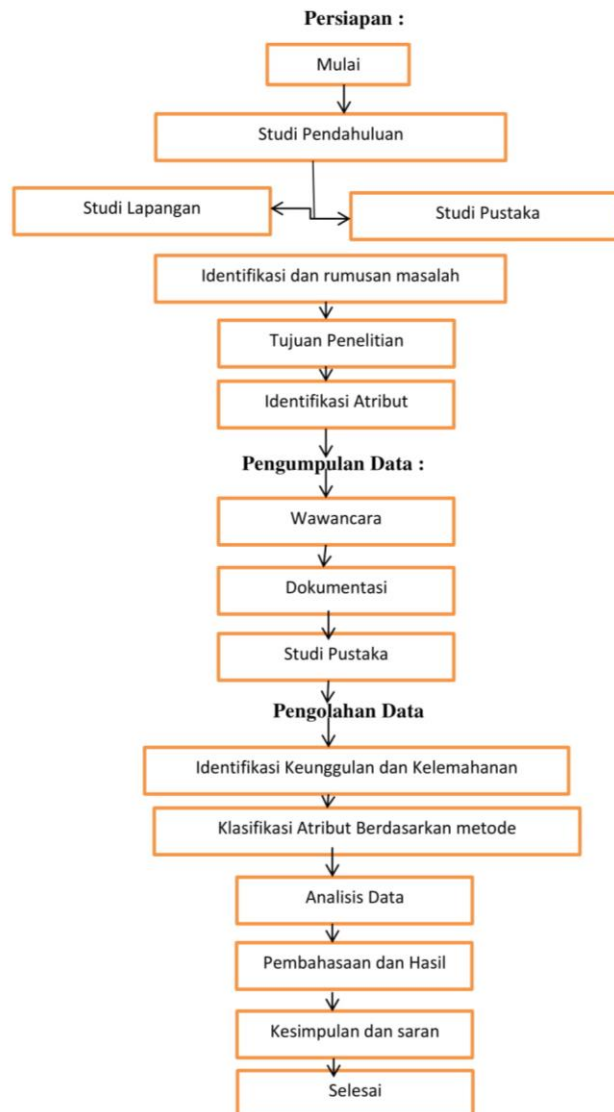 Persiapan :
Mulai
Studi Pendahuluan
Studi Lapangan
Studi Pustaka
Identifikasi dan rumusan masalah
Tujuan Penelitian
Identifikasi Atribut
Pengumpulan Data :
Wawancara
Dokumentasi
Studi Pustaka
Pengolahan Data
Identifikasi Keunggulan dan Kelemahanan
Klasifikasi Atribut Berdasarkan metode
Analisis Data
Pembahasaan dan Hasil
Kesimpulan dan saran
Selesai